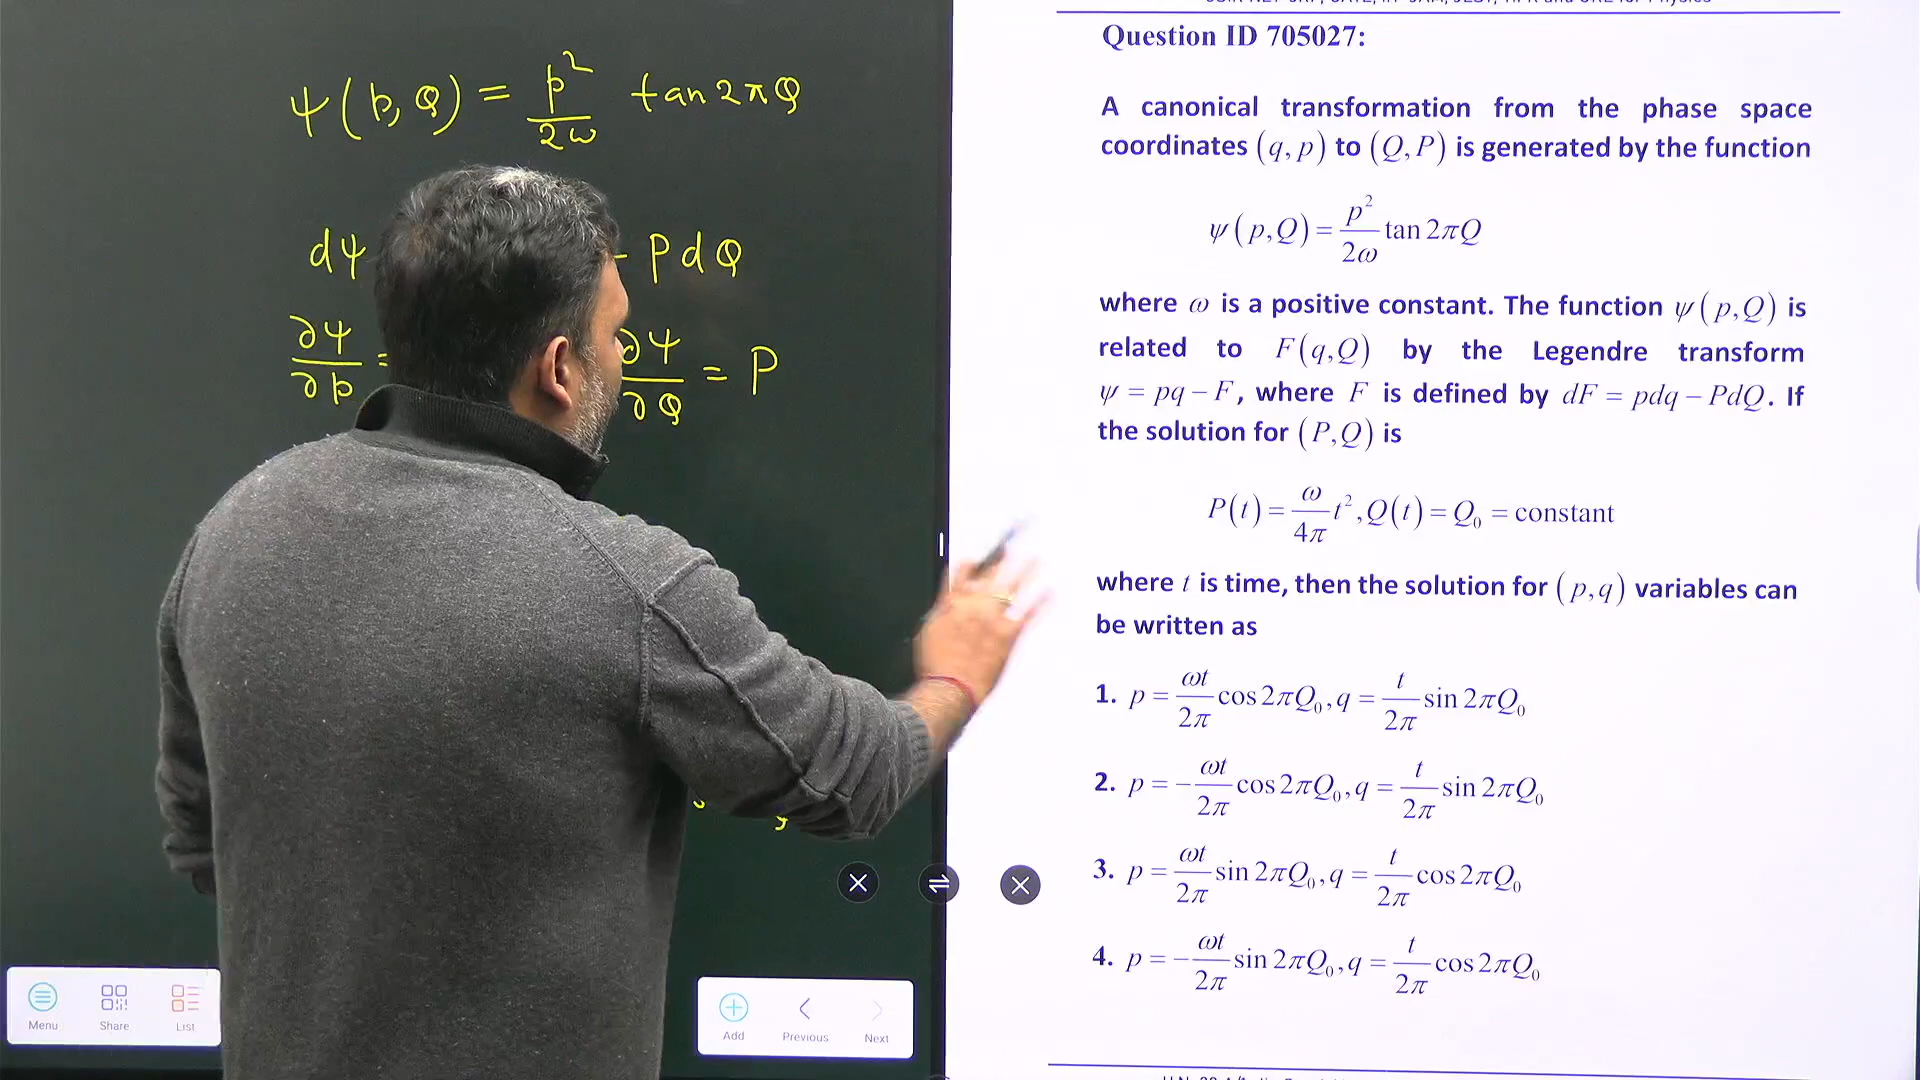 ψ(p, Q) = p²/2ω tan 2πQ
dψ - P d Q
∂ψ/∂p = ∂ψ/∂Q = P
Menu Share List
Add Previous Next
Question ID 705027:
A canonical transformation from the phase space
coordinates (q, p) to (Q, P) is generated by the function
ψ(p,Q) = p²/2ω tan 2πQ
where ω is a positive constant. The function ψ(p,Q) is
related to F(q,Q) by the Legendre transform
ψ = pq − F, where F is defined by dF = pdq − PdQ. If
the solution for (P,Q) is
P(t) = ω/4π t², Q(t) = Q₀ = constant
where t is time, then the solution for (p,q) variables can
be written as
1. p = ωt/2π cos 2πQ₀, q = t/2π sin 2πQ₀
2. p = − ωt/2π cos 2πQ₀, q = t/2π sin 2πQ₀
3. p = ωt/2π sin 2πQ₀, q = t/2π cos 2πQ₀
4. p = − ωt/2π sin 2πQ₀, q = t/2π cos 2πQ₀